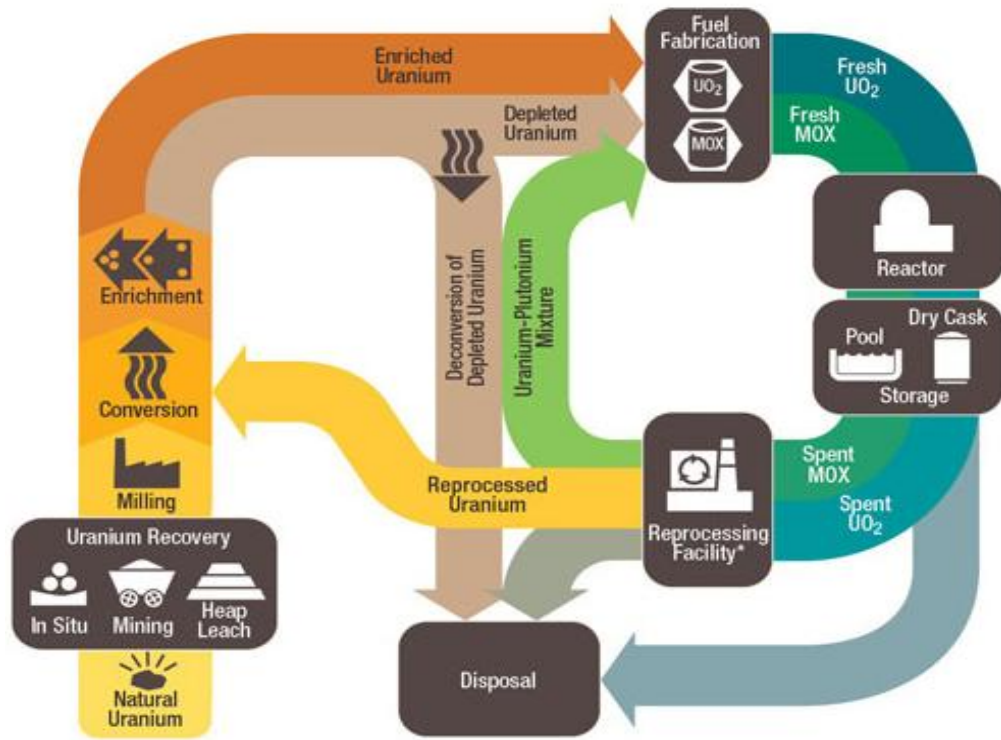 Fuel
Fabrication
UO₂
MOX
Enriched
Uranium
Depleted
Uranium
Fresh
UO₂
Fresh
MOX
Reactor
Enrichment
Deconversion of
Depleted Uranium
Uranium-Plutonium
Mixture
Pool
Dry Cask
Storage
Conversion
Milling
Reprocessed
Uranium
Spent
MOX
Spent
UO₂
Reprocessing
Facility*
Uranium Recovery
In Situ
Mining
Heap
Leach
Disposal
Natural
Uranium